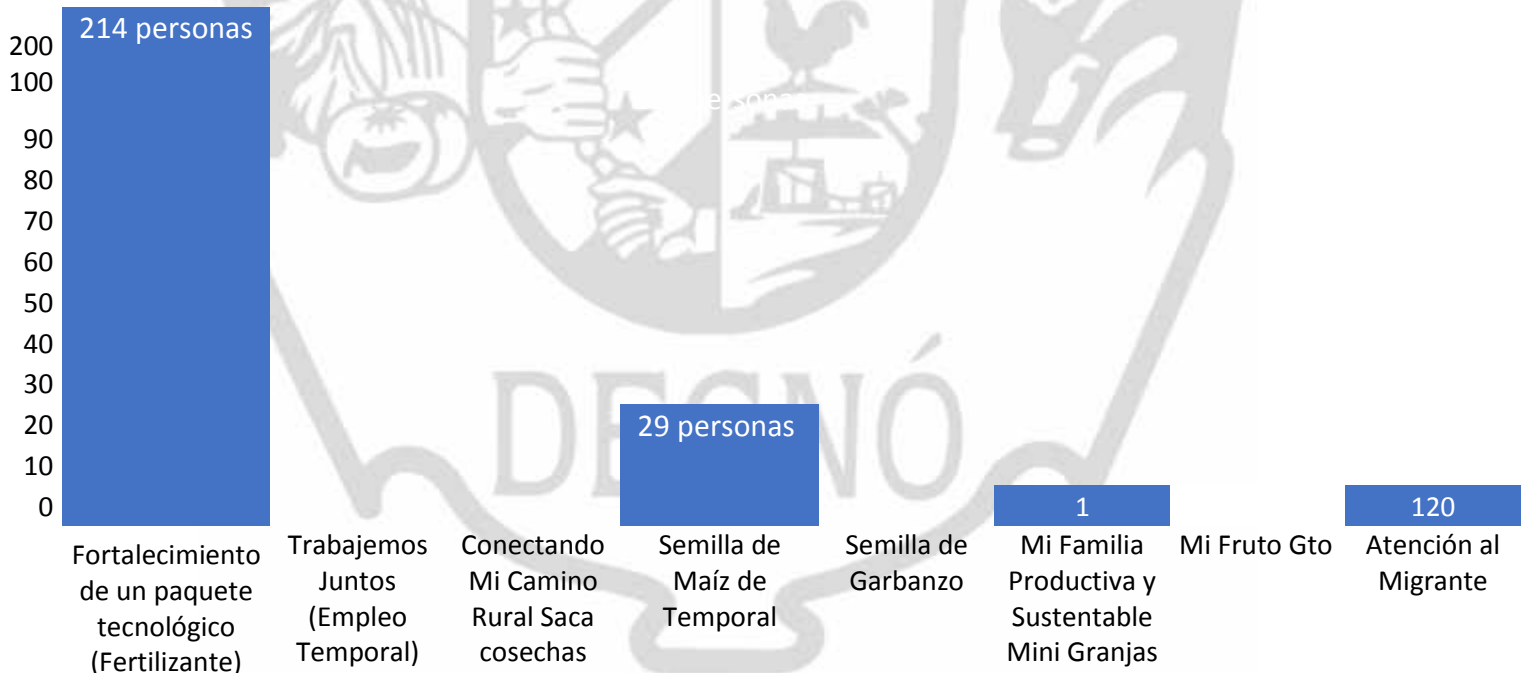 214 personas
200
100
90
80
70
60
50
40
30
20
10
0
29 personas
1
120
Fortalecimiento
de un paquete
tecnológico
(Fertilizante)
Trabajemos
Juntos
(Empleo
Temporal)
Conectando
Mi Camino
Rural Saca
cosechas
Semilla de
Maíz de
Temporal
Semilla de
Garbanzo
Mi Familia
Productiva y
Sustentable
Mini Granjas
Mi Fruto Gto
Atención al
Migrante